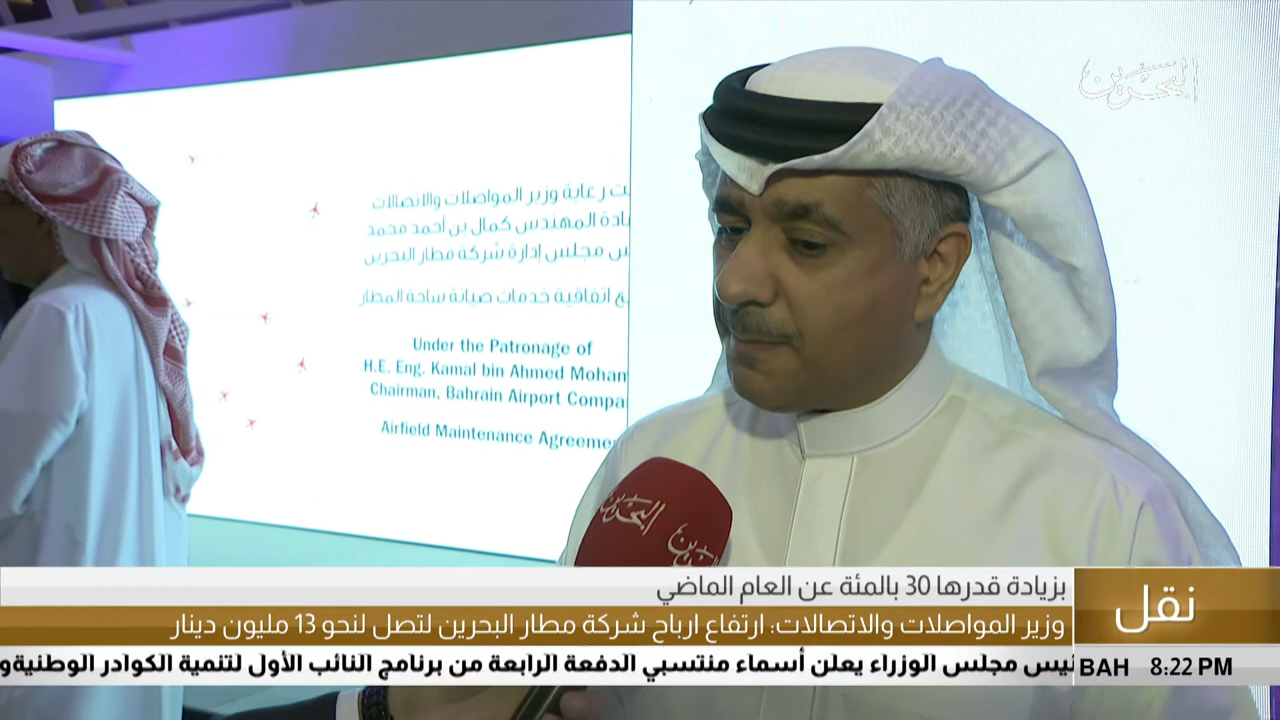 البحرين
رعاية وزير المواصلات والاتصالات
المهندس كمال بن أحمد محمد
مجلس إدارة شركة مطار البحرين
اتفاقية خدمات صيانة ساحة المطار
Under the Patronage of
H.E. Eng. Kamal bin Ahmed Moham
Chairman, Bahrain Airport Compa
Airfield Maintenance Agreeme
البحرين
نقل
بزيادة قدرها 30 بالمئة عن العام الماضي
وزير المواصلات والاتصالات: ارتفاع ارباح شركة مطار البحرين لتصل لنحو 13 مليون دينار
ئيس مجلس الوزراء يعلن أسماء منتسبي الدفعة الرابعة من برنامج النائب الأول لتنمية الكوادر الوطنية
BAH 8:22 PM